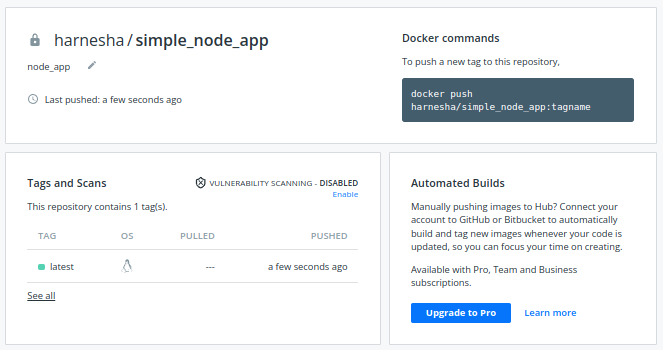 harnesha / simple_node_app
node_app
Last pushed: a few seconds ago
Docker commands
To push a new tag to this repository,
docker push
harnesha/simple_node_app:tagname
Tags and Scans
VULNERABILITY SCANNING - DISABLED
Enable
This repository contains 1 tag(s).
TAG OS PULLED PUSHED
latest --- a few seconds ago
See all
Automated Builds
Manually pushing images to Hub? Connect your
account to GitHub or Bitbucket to automatically
build and tag new images whenever your code is
updated, so you can focus your time on creating.
Available with Pro, Team and Business
subscriptions.
Upgrade to Pro Learn more